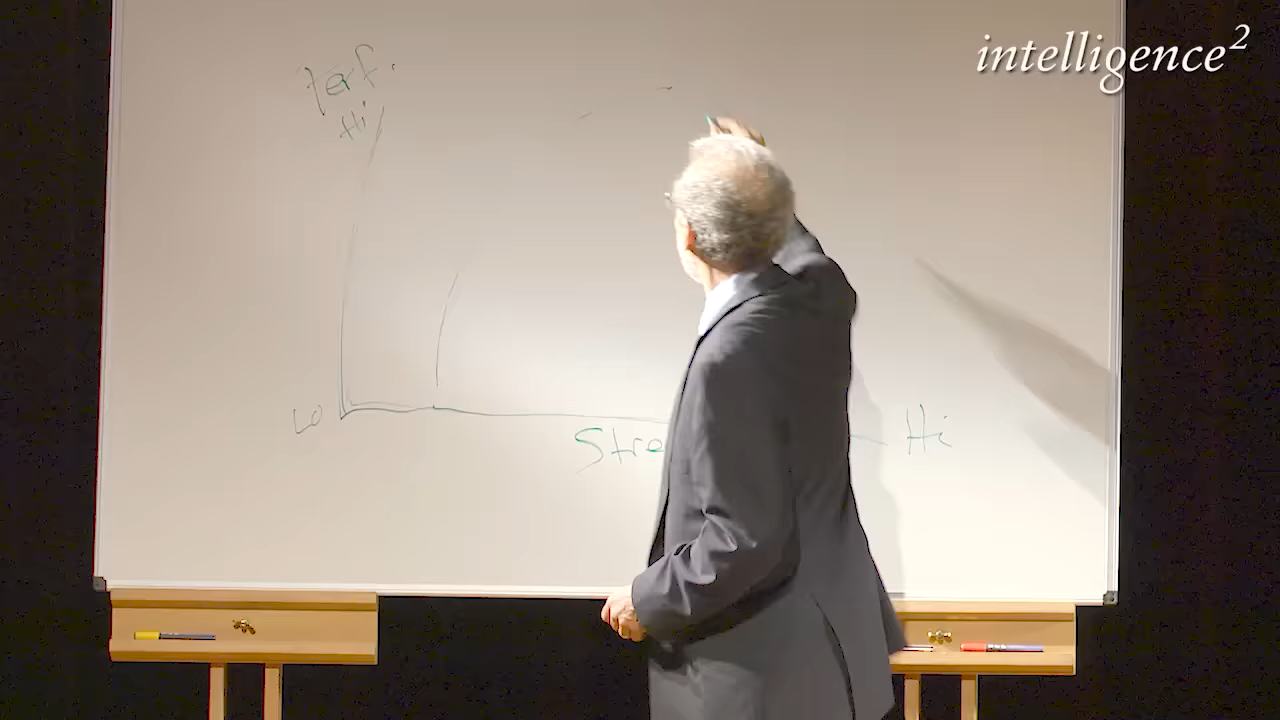 intelligence²
Perf.
Hi
Lo
Stre
Hi